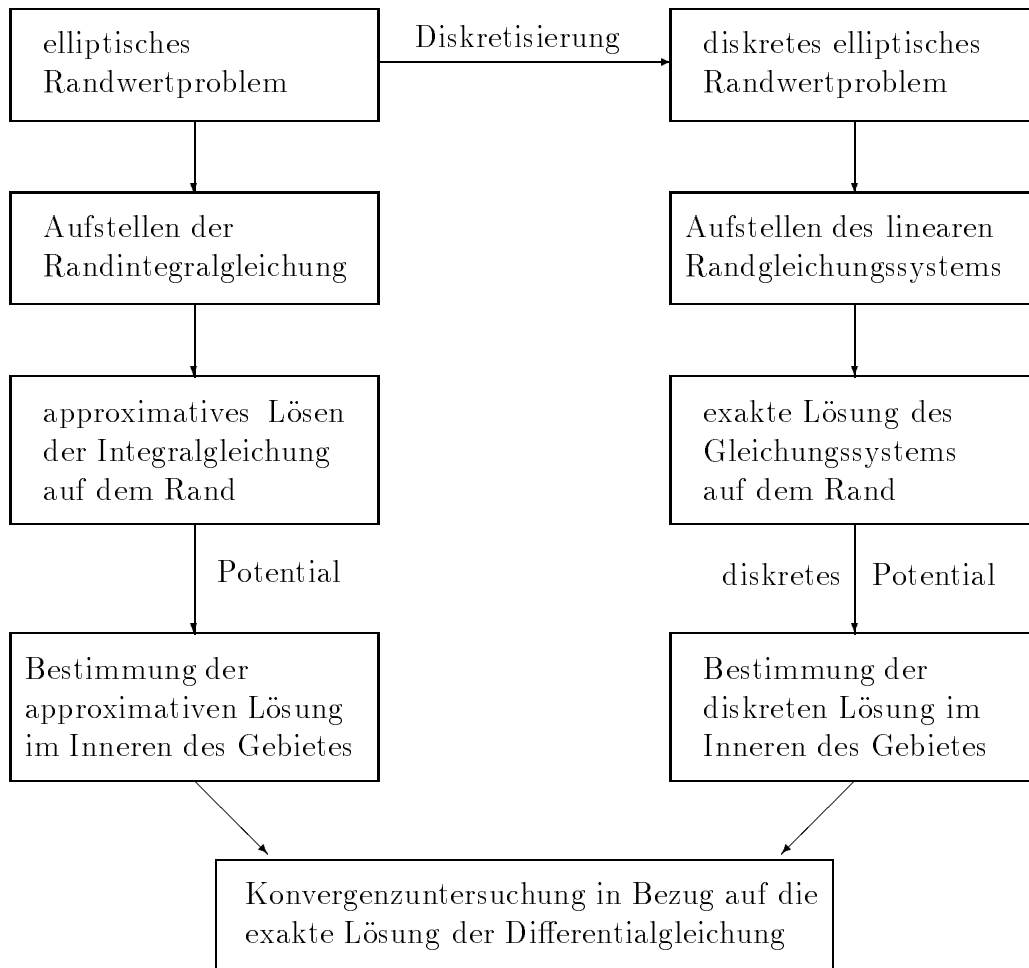 elliptisches
Randwertproblem
Diskretisierung
diskretes elliptisches
Randwertproblem
Aufstellen der
Randintegralgleichung
Aufstellen des linearen
Randgleichungssystems
approximatives Lösen
der Integralgleichung
auf dem Rand
exakte Lösung des
Gleichungssystems
auf dem Rand
Potential
diskretes Potential
Bestimmung der
approximativen Lösung
im Inneren des Gebietes
Bestimmung der
diskreten Lösung im
Inneren des Gebietes
Konvergenzuntersuchung in Bezug auf die
exakte Lösung der Differentialgleichung